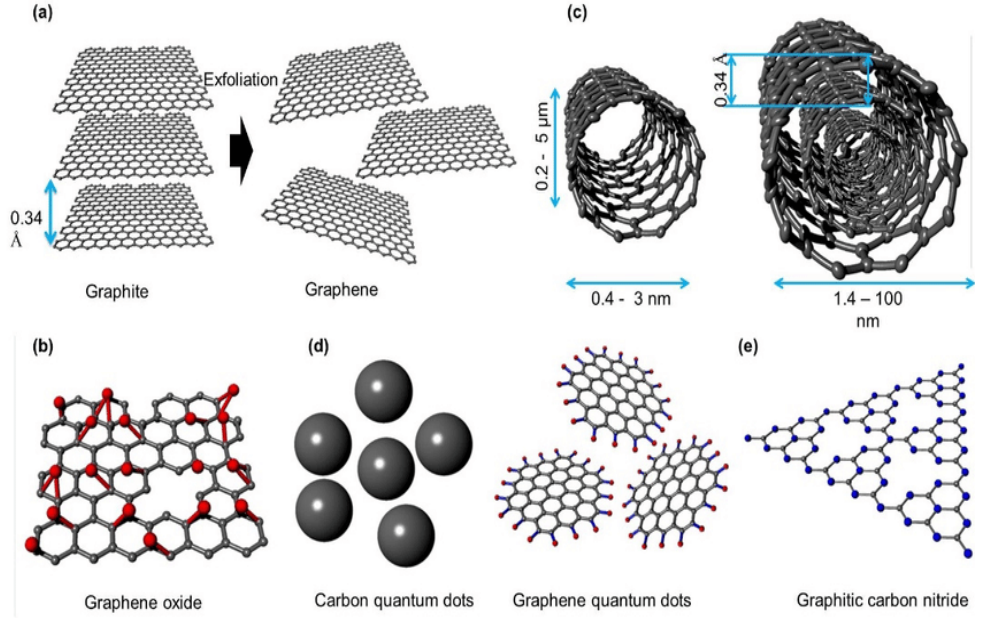 (a)
Exfoliation
0.34
Å
Graphite
Graphene
(c)
0.2 - 5 µm
0.34 Å
0.4 - 3 nm
1.4 – 100
nm
(b)
Graphene oxide
(d)
Carbon quantum dots
Graphene quantum dots
(e)
Graphitic carbon nitride